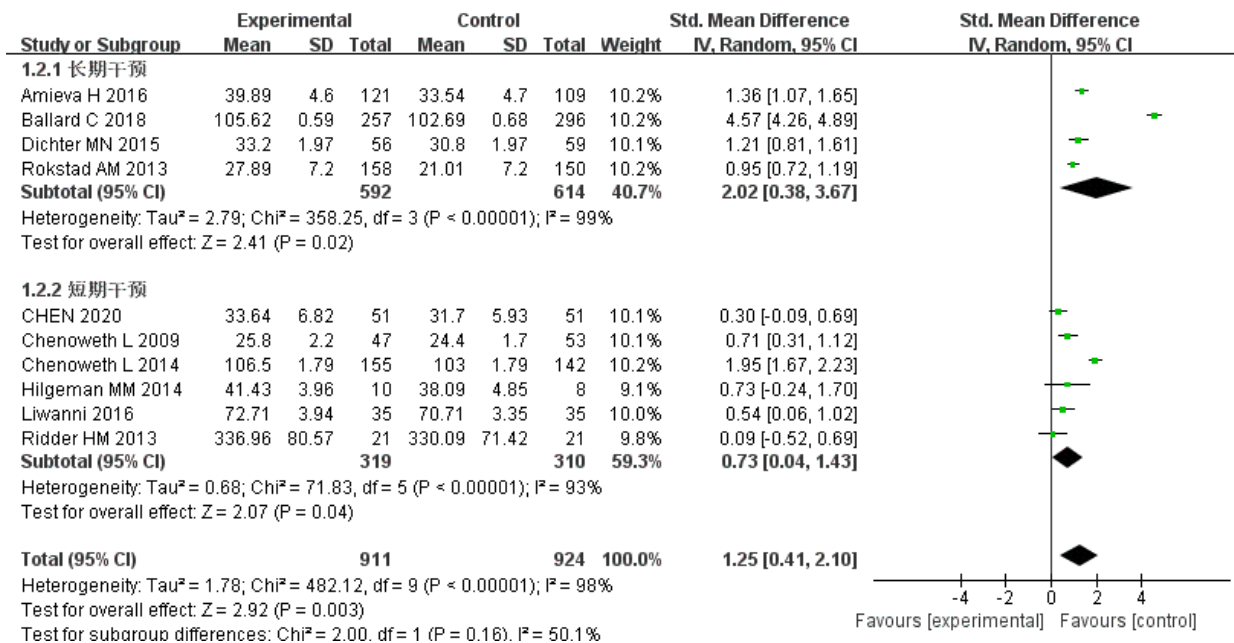 Experimental Control Std. Mean Difference Std. Mean Difference
Study or Subgroup Mean SD Total Mean SD Total Weight IV, Random, 95% CI IV, Random, 95% CI
1.2.1 长期干预
Amieva H 2016 39.89 4.6 121 33.54 4.7 109 10.2% 1.36 [1.07, 1.65]
Ballard C 2018 105.62 0.59 257 102.69 0.68 296 10.2% 4.57 [4.26, 4.89]
Dichter MN 2015 33.2 1.97 56 30.8 1.97 59 10.1% 1.21 [0.81, 1.61]
Rokstad AM 2013 27.89 7.2 158 21.01 7.2 150 10.2% 0.95 [0.72, 1.19]
Subtotal (95% CI) 592 614 40.7% 2.02 [0.38, 3.67]
Heterogeneity: Tau² = 2.79; Chi² = 358.25, df = 3 (P < 0.00001); I² = 99%
Test for overall effect: Z = 2.41 (P = 0.02)
1.2.2 短期干预
CHEN 2020 33.64 6.82 51 31.7 5.93 51 10.1% 0.30 [-0.09, 0.69]
Chenoweth L 2009 25.8 2.2 47 24.4 1.7 53 10.1% 0.71 [0.31, 1.12]
Chenoweth L 2014 106.5 1.79 155 103 1.79 142 10.2% 1.95 [1.67, 2.23]
Hilgeman MM 2014 41.43 3.96 10 38.09 4.85 8 9.1% 0.73 [-0.24, 1.70]
Liwanni 2016 72.71 3.94 35 70.71 3.35 35 10.0% 0.54 [0.06, 1.02]
Ridder HM 2013 336.96 80.57 21 330.09 71.42 21 9.8% 0.09 [-0.52, 0.69]
Subtotal (95% CI) 319 310 59.3% 0.73 [0.04, 1.43]
Heterogeneity: Tau² = 0.68; Chi² = 71.83, df = 5 (P < 0.00001); I² = 93%
Test for overall effect: Z = 2.07 (P = 0.04)
Total (95% CI) 911 924 100.0% 1.25 [0.41, 2.10]
Heterogeneity: Tau² = 1.78; Chi² = 482.12, df = 9 (P < 0.00001); I² = 98%
Test for overall effect: Z = 2.92 (P = 0.003)
Test for subgroup differences: Chi² = 2.00, df = 1 (P = 0.16), I² = 50.1%
-4 -2 0 2 4
Favours [experimental] Favours [control]